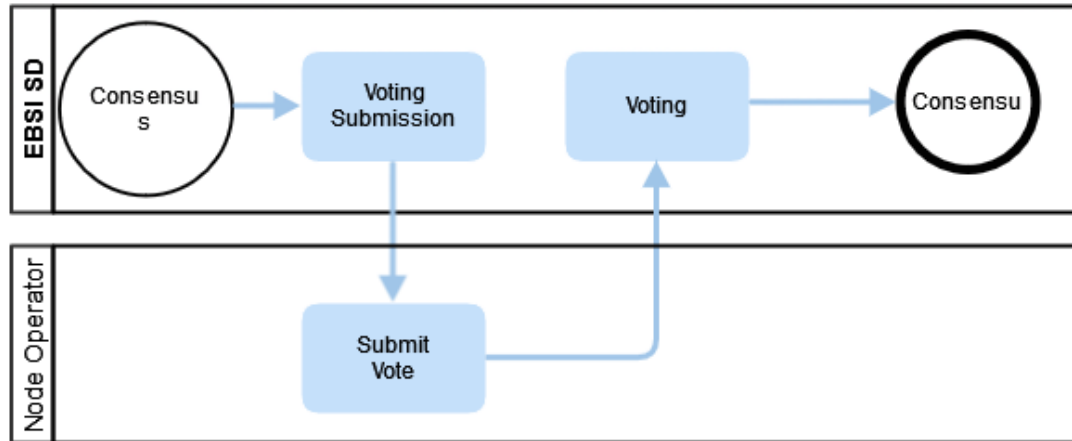 EBSI SD
Consensu
s
Voting
Submission
Voting
Consensu
Node Operator
Submit
Vote